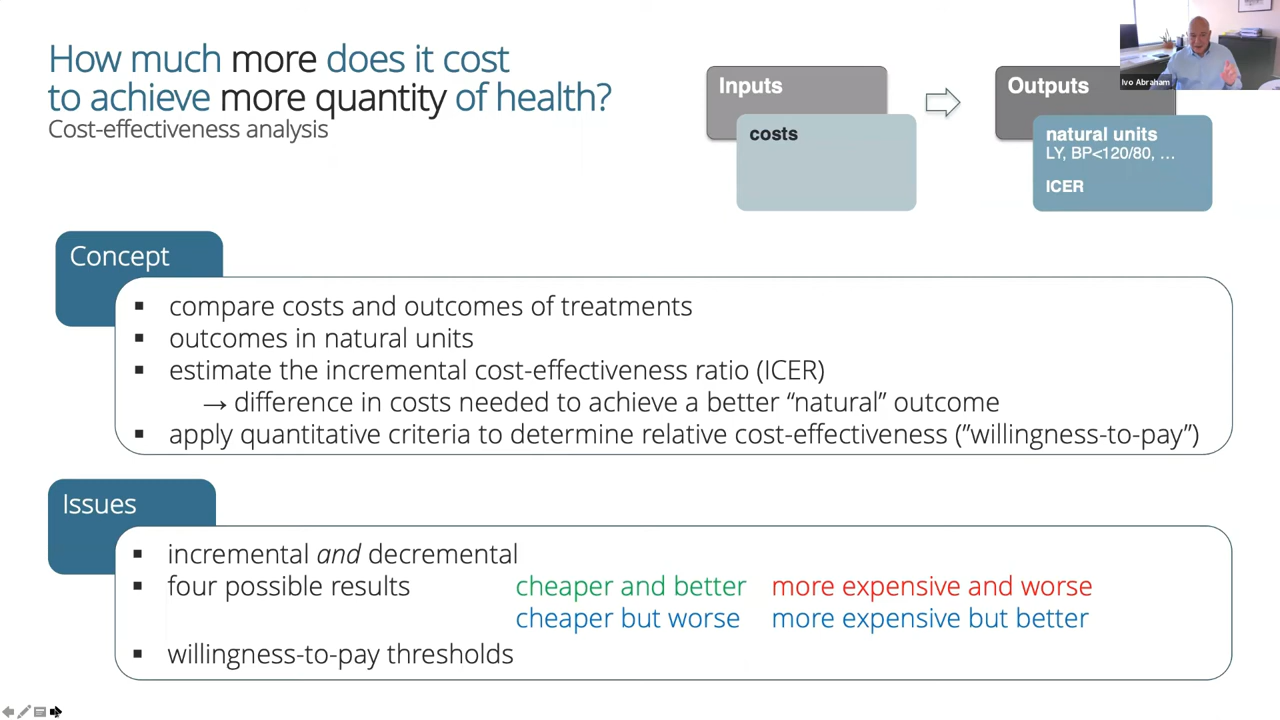 How much more does it cost
to achieve more quantity of health?
Cost-effectiveness analysis
Inputs
costs
Outputs
natural units
LY, BP<120/80, …
ICER
Ivo Abraham
Concept
▪ compare costs and outcomes of treatments
▪ outcomes in natural units
▪ estimate the incremental cost-effectiveness ratio (ICER)
→ difference in costs needed to achieve a better “natural” outcome
▪ apply quantitative criteria to determine relative cost-effectiveness (”willingness-to-pay”)
Issues
▪ incremental and decremental
▪ four possible results cheaper and better more expensive and worse
cheaper but worse more expensive but better
▪ willingness-to-pay thresholds